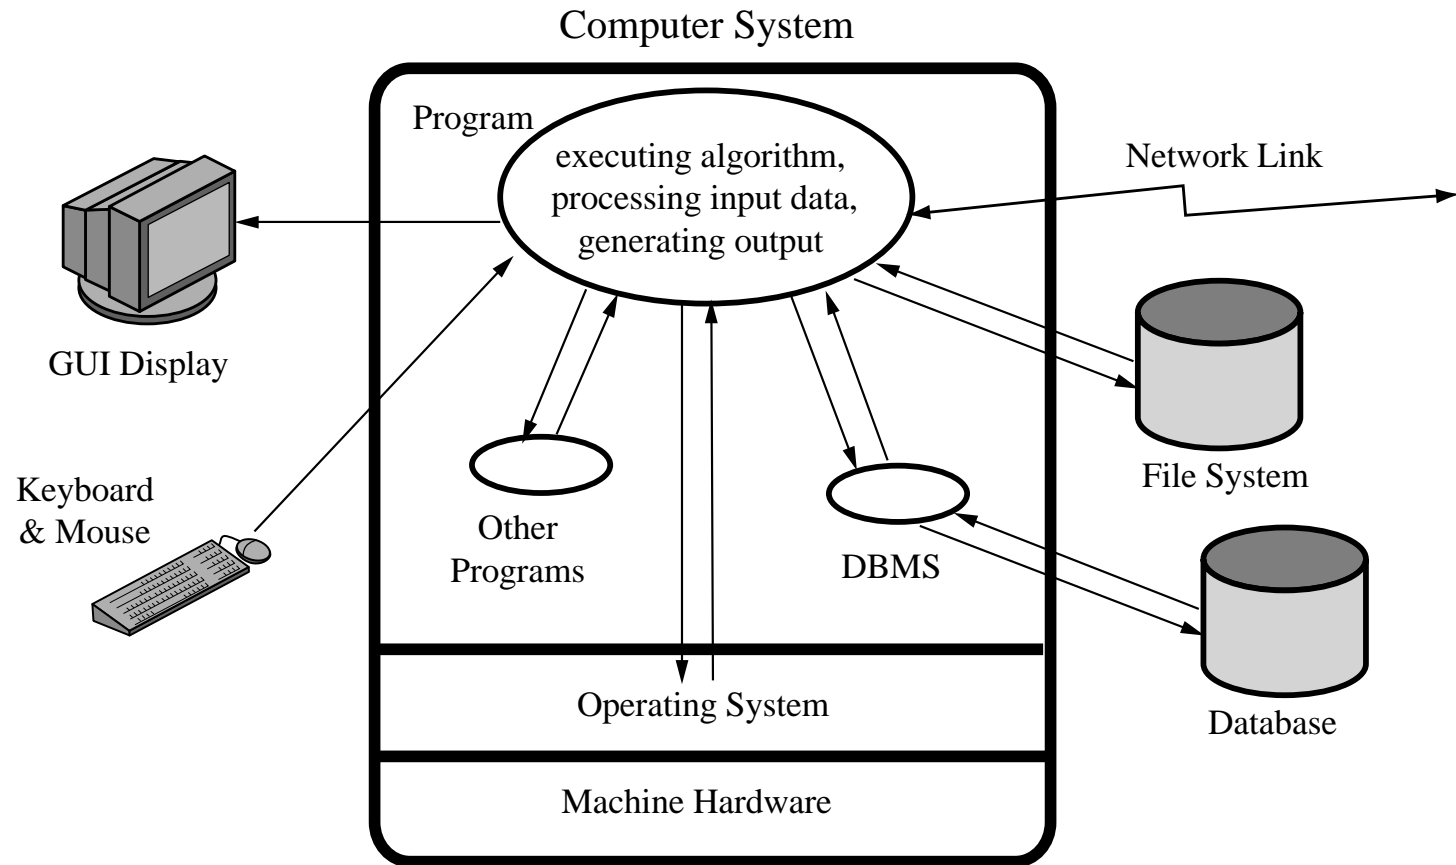 Computer System
Program
executing algorithm,
processing input data,
generating output
Network Link
GUI Display
File System
Keyboard
& Mouse
Other
Programs
DBMS
Operating System
Database
Machine Hardware